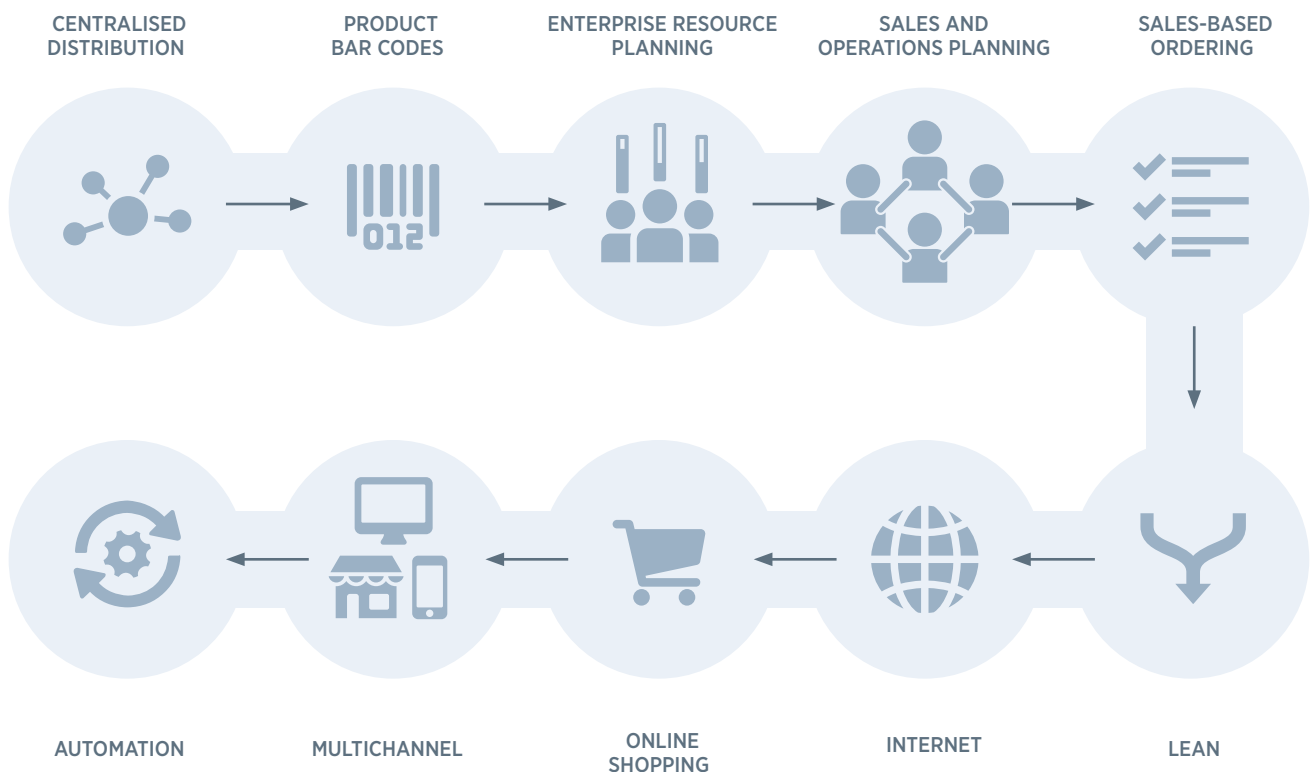 CENTRALISED
DISTRIBUTION
PRODUCT
BAR CODES
ENTERPRISE RESOURCE
PLANNING
SALES AND
OPERATIONS PLANNING
SALES-BASED
ORDERING
012
AUTOMATION
MULTICHANNEL
ONLINE
SHOPPING
INTERNET
LEAN